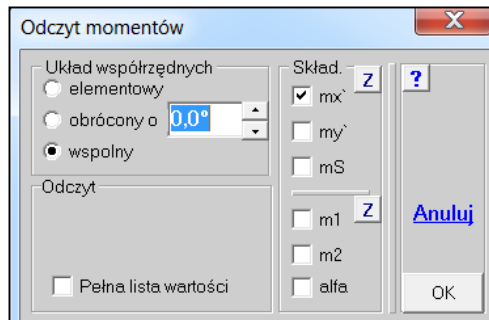 Odczyt momentów
X
Układ współrzędnych
elementowy
obrócony o 0,0º
wspolny
Odczyt
Pełna lista wartości
Skład. Z
mx`
my`
mS
m1 Z
m2
alfa
?
Anuluj
OK